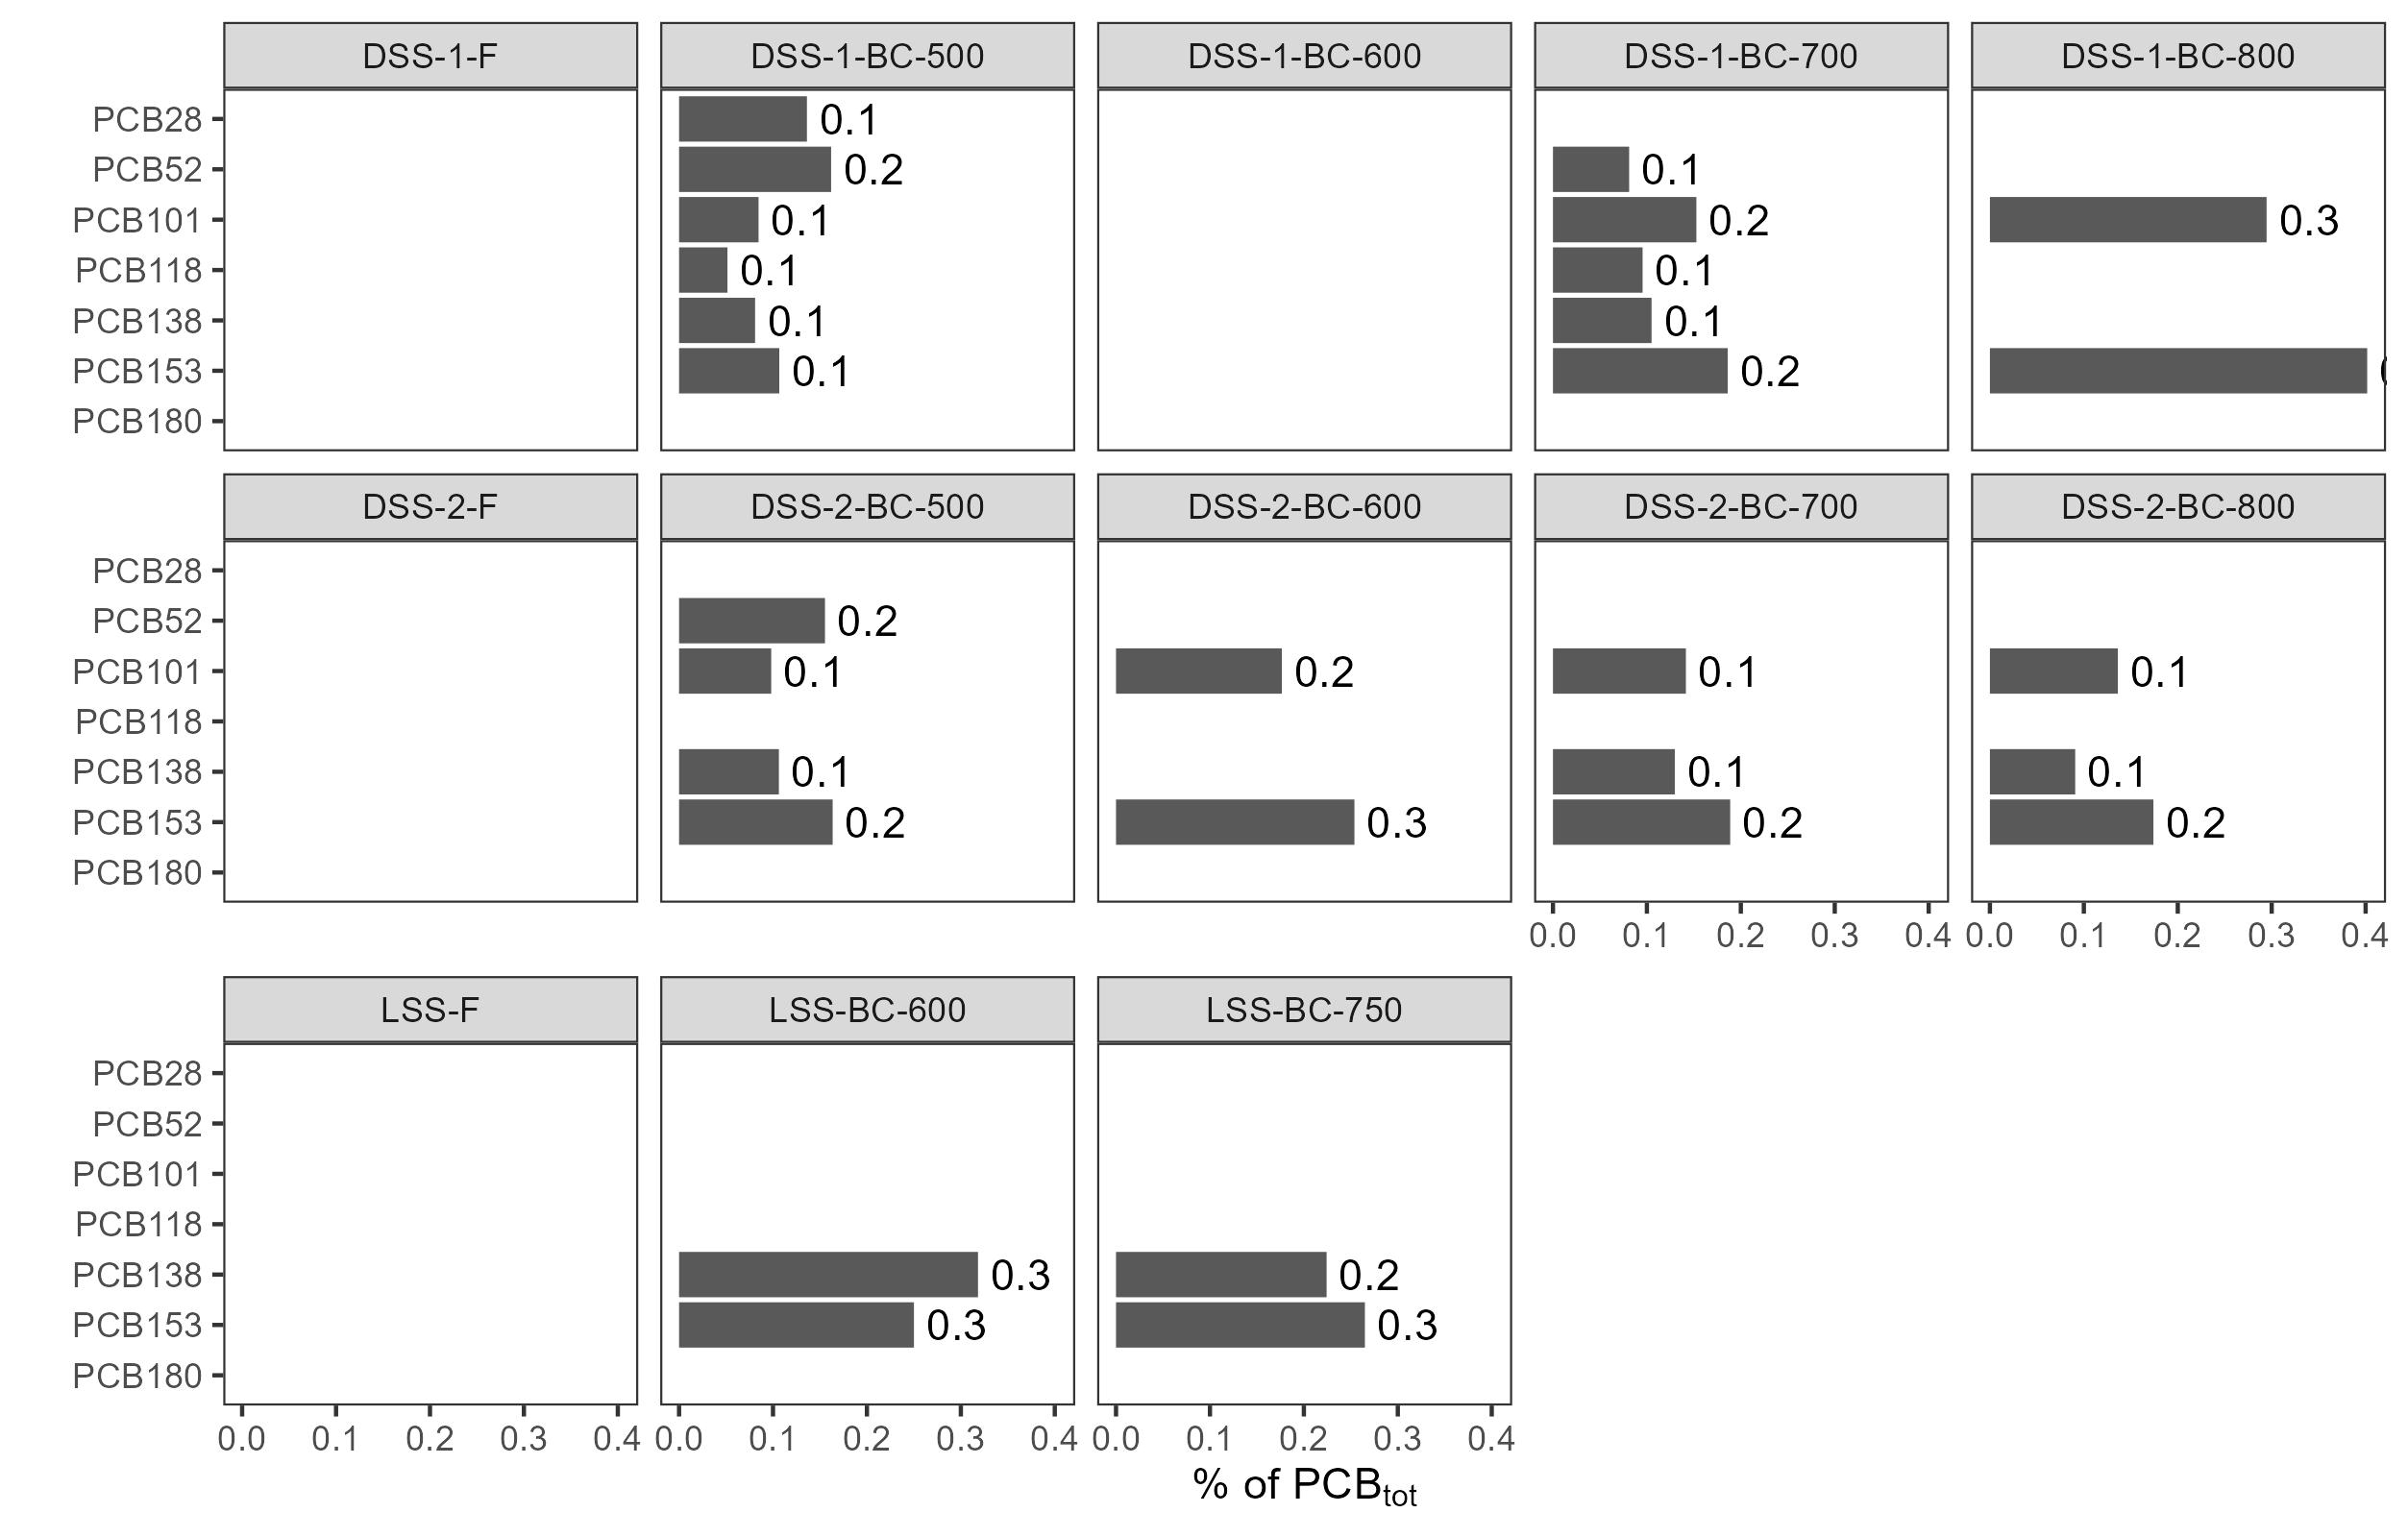 DSS-1-F DSS-1-BC-500 DSS-1-BC-600 DSS-1-BC-700 DSS-1-BC-800
PCB28 0.1
PCB52 0.2 0.1
PCB101 0.1 0.2 0.3
PCB118 0.1 0.1
PCB138 0.1 0.1
PCB153 0.1 0.2
PCB180
DSS-2-F DSS-2-BC-500 DSS-2-BC-600 DSS-2-BC-700 DSS-2-BC-800
PCB28
PCB52 0.2
PCB101 0.1 0.2 0.1 0.1
PCB118
PCB138 0.1 0.1 0.1
PCB153 0.2 0.3 0.2 0.2
PCB180
0.0 0.1 0.2 0.3 0.4 0.0 0.1 0.2 0.3 0.4
LSS-F LSS-BC-600 LSS-BC-750
PCB28
PCB52
PCB101
PCB118
PCB138 0.3 0.2
PCB153 0.3 0.3
PCB180
0.0 0.1 0.2 0.3 0.4 0.0 0.1 0.2 0.3 0.4 0.0 0.1 0.2 0.3 0.4
% of PCBtot